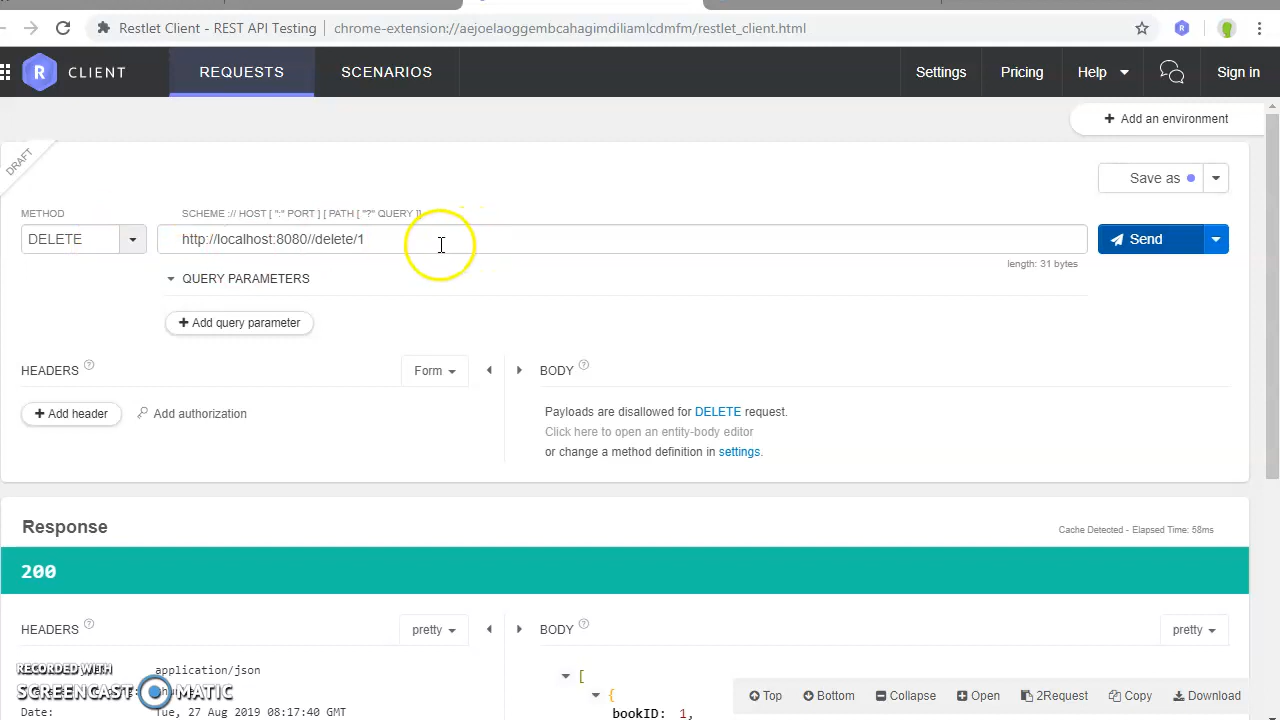 Restlet Client - REST API Testing
chrome-extension://aejoelaoggembcahagimdiliamlcdmfm/restlet_client.html
R CLIENT
REQUESTS
SCENARIOS
Settings
Pricing
Help
Sign in
+ Add an environment
DRAFT
Save as
METHOD
SCHEME :// HOST [ ":" PORT ] [ PATH [ "?" QUERY ]]
DELETE
http://localhost:8080//delete/1
Send
length: 31 bytes
QUERY PARAMETERS
+ Add query parameter
HEADERS ?
Form
BODY ?
+ Add header
Add authorization
Payloads are disallowed for DELETE request.
Click here to open an entity-body editor
or change a method definition in settings.
Response
Cache Detected - Elapsed Time: 58ms
200
HEADERS ?
pretty
BODY ?
pretty
application/json
Date:
Tue, 27 Aug 2019 08:17:40 GMT
RECORDED WITH
SCREENCAST MATIC
[
{
bookID: 1,
Top
Bottom
Collapse
Open
2Request
Copy
Download